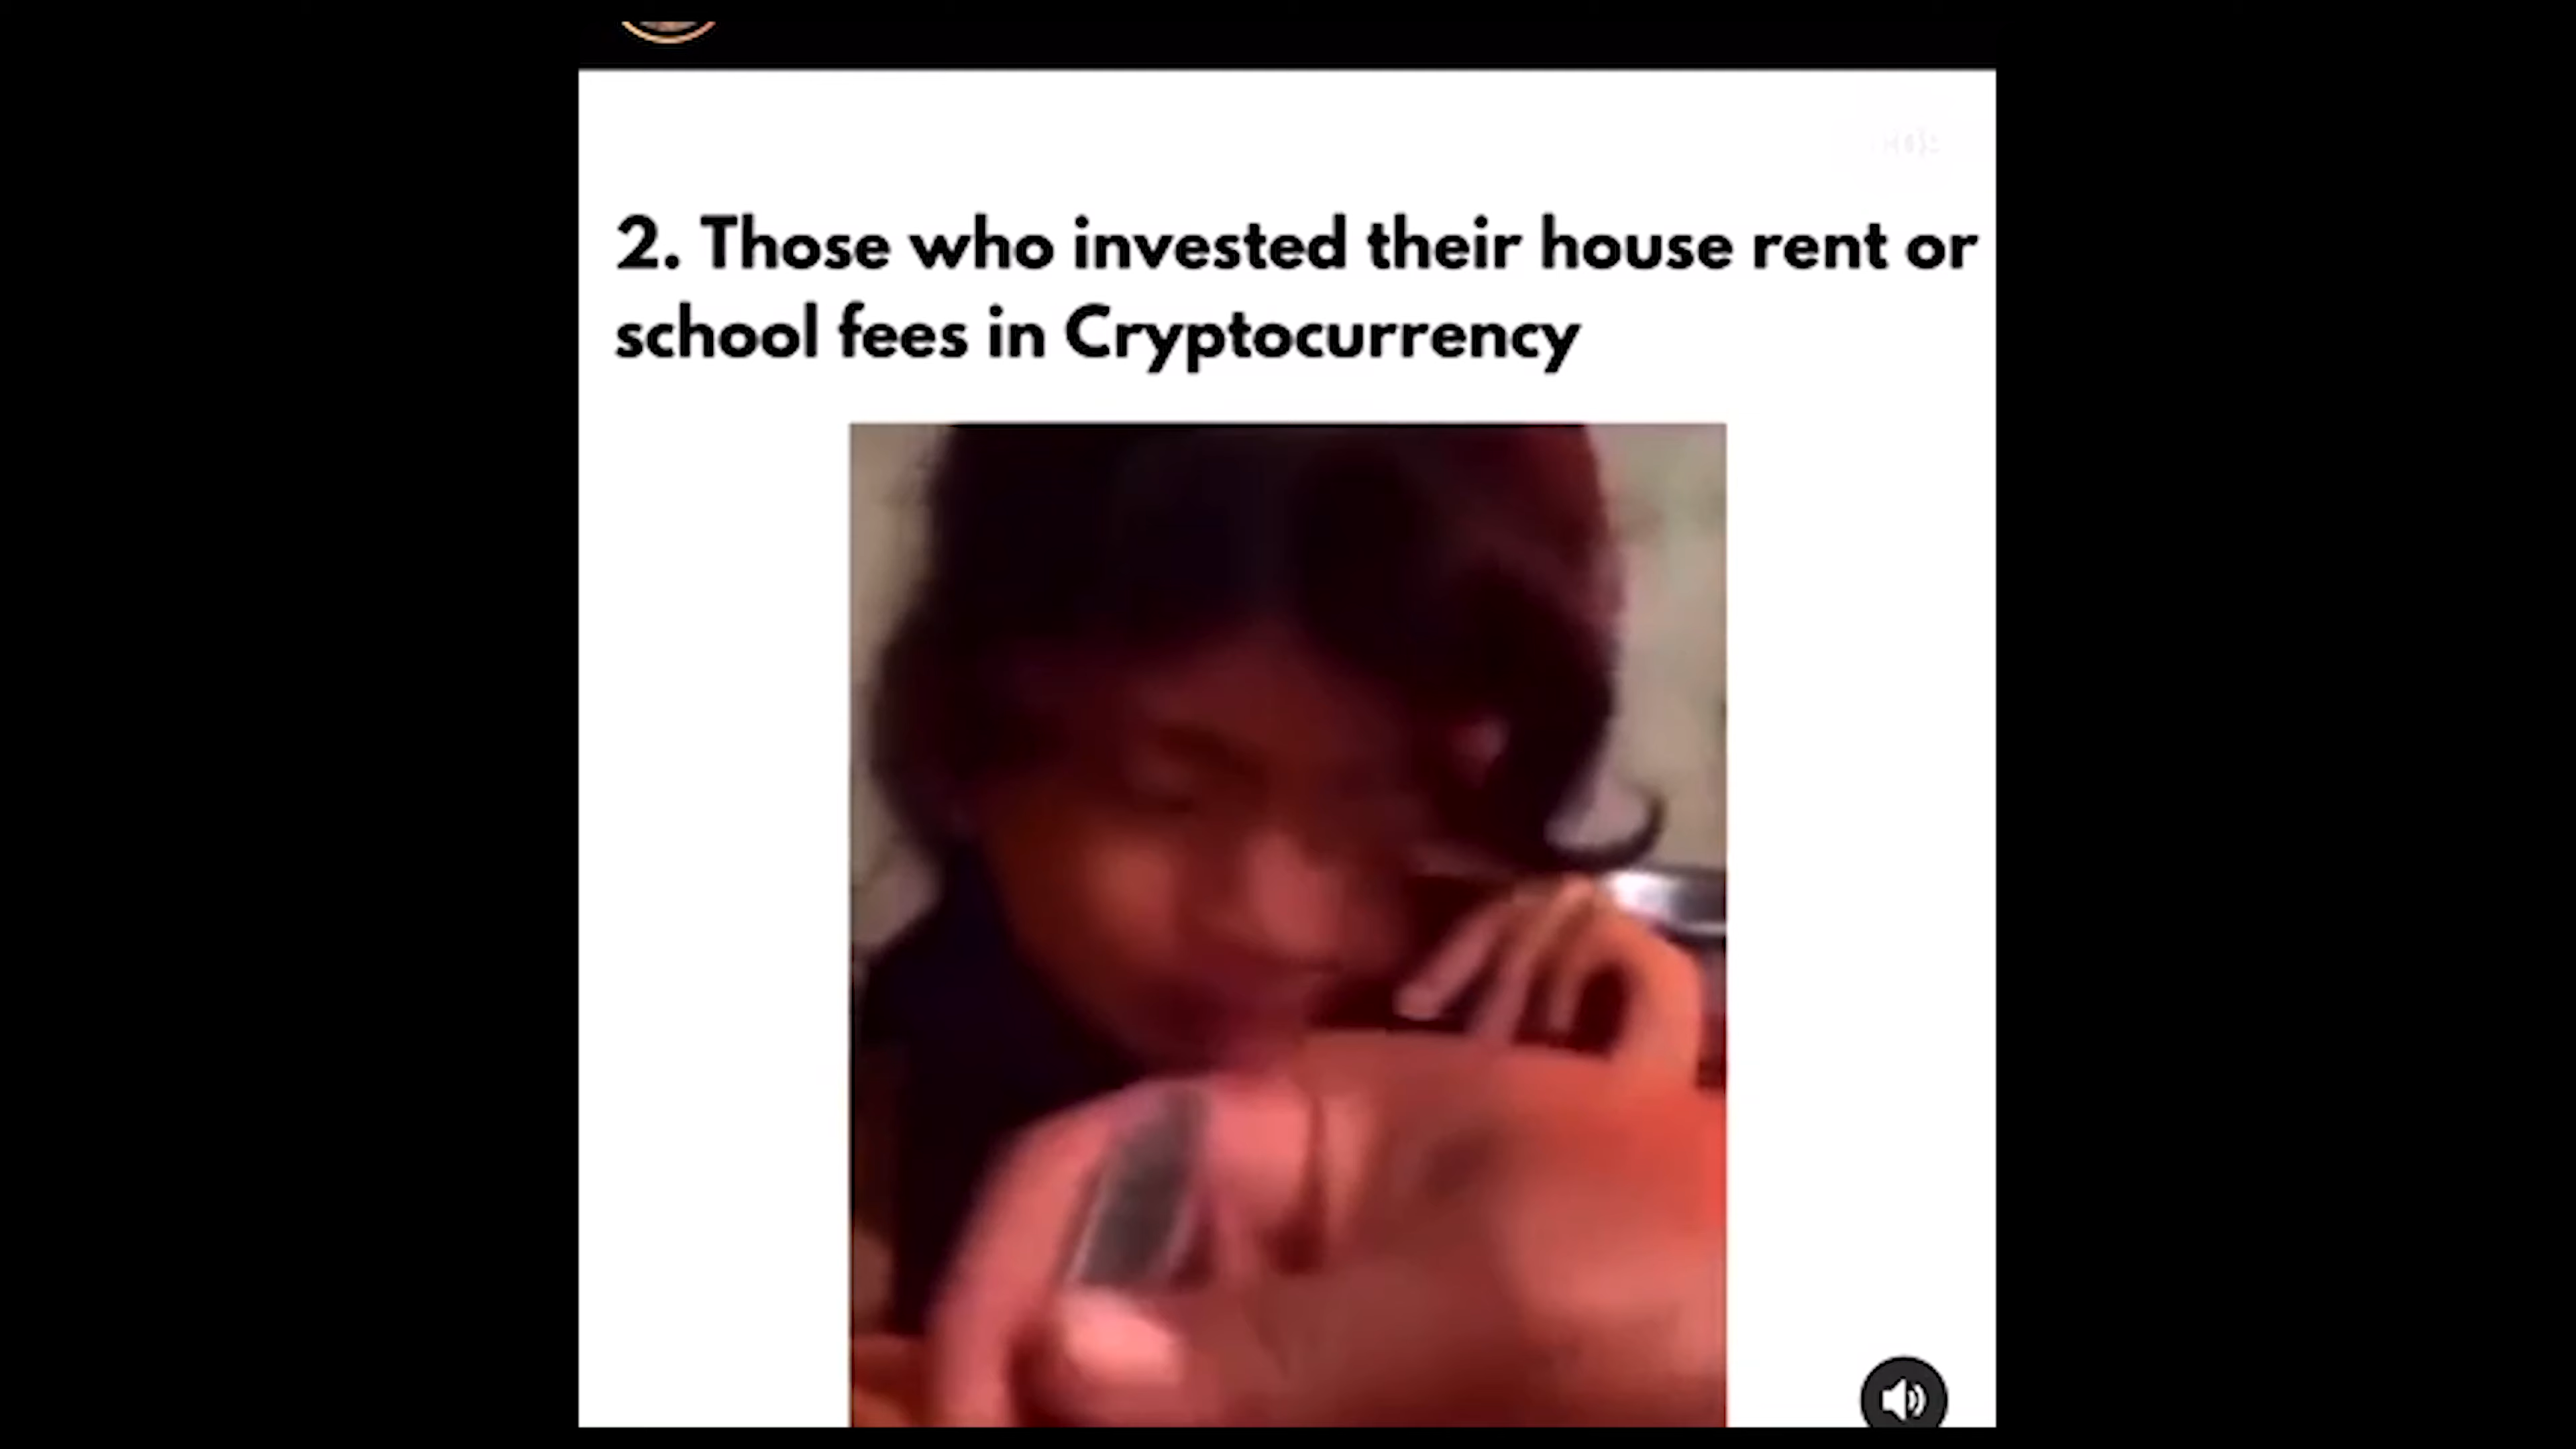 2. Those who invested their house rent or
school fees in Cryptocurrency